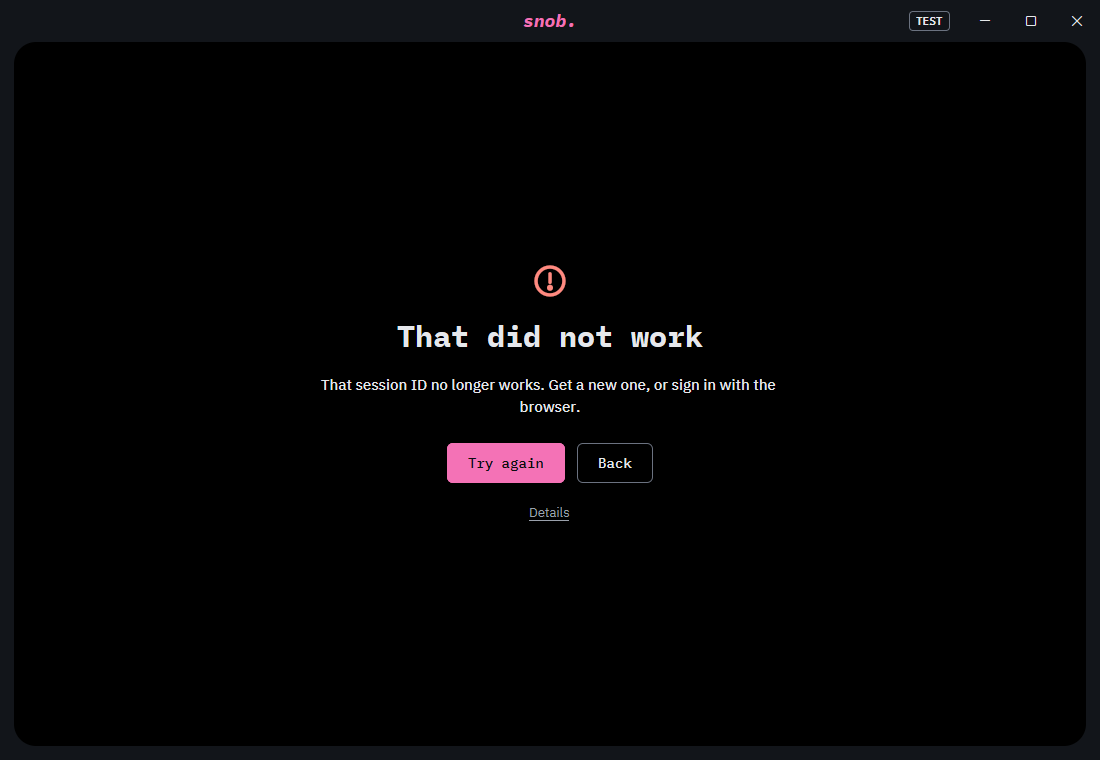 snob.
TEST
That did not work
That session ID no longer works. Get a new one, or sign in with the
browser.
Try again
Back
Details